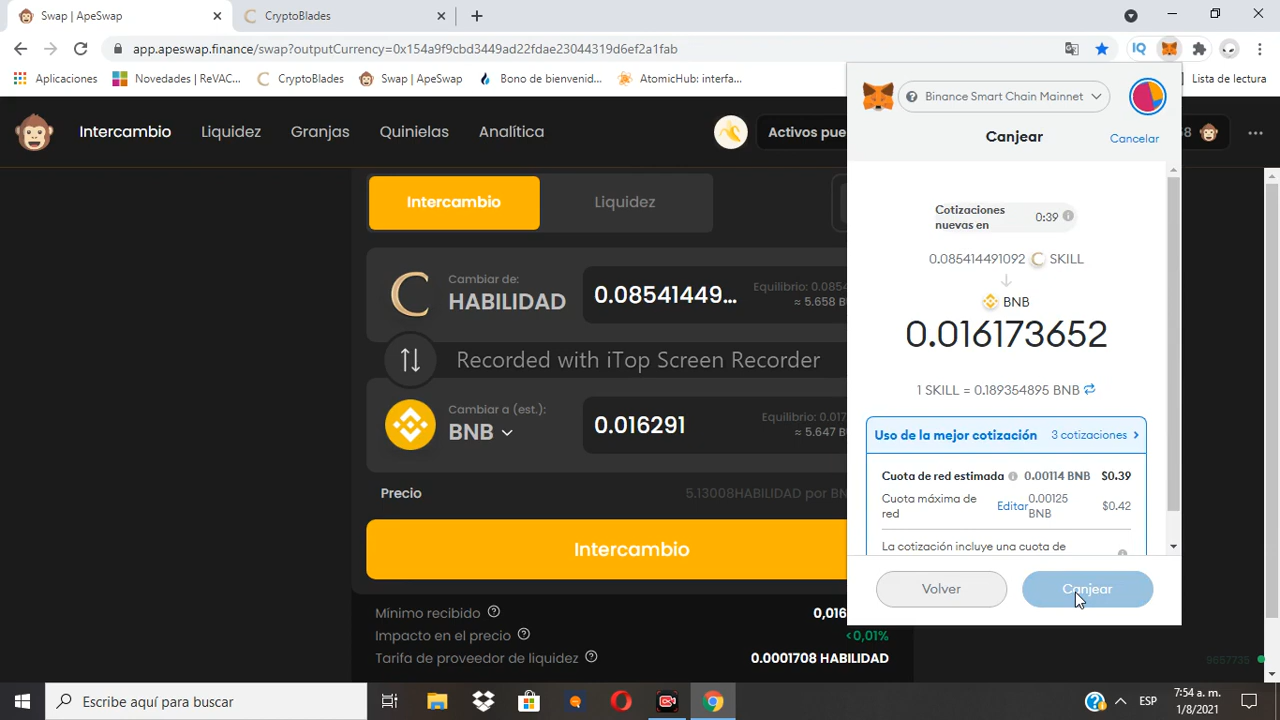 Swap | ApeSwap
CryptoBlades
app.apeswap.finance/swap?outputCurrency=0x154a9f9cbd3449ad22fdae23044319d6ef2a1fab
IQ
Aplicaciones
Novedades | ReVAC...
CryptoBlades
Swap | ApeSwap
Bono de bienvenid...
AtomicHub: interfa...
Lista de lectura
Intercambio
Liquidez
Granjas
Quinielas
Analítica
Activos pue
Intercambio
Liquidez
Cambiar de:
HABILIDAD
0.08541449...
Equilibrio: 0.0854
≈ 5.658 B
Recorded with iTop Screen Recorder
Cambiar a (est.):
BNB
0.016291
Equilibrio: 0.017
≈ 5.647 B
Precio
5.13008HABILIDAD por BN
Intercambio
Mínimo recibido
0,016
Impacto en el precio
<0,01%
Tarifa de proveedor de liquidez
0.0001708 HABILIDAD
Binance Smart Chain Mainnet
Canjear
Cancelar
Cotizaciones nuevas en
0:39
0.085414491092 SKILL
BNB
0.016173652
1 SKILL = 0.189354895 BNB
Uso de la mejor cotización
3 cotizaciones
Cuota de red estimada
0.00114 BNB
$0.39
Cuota máxima de red
Editar
0.00125 BNB
$0.42
La cotización incluye una cuota de
Volver
Canjear
9657735
Escribe aquí para buscar
ESP
7:54 a. m.
1/8/2021